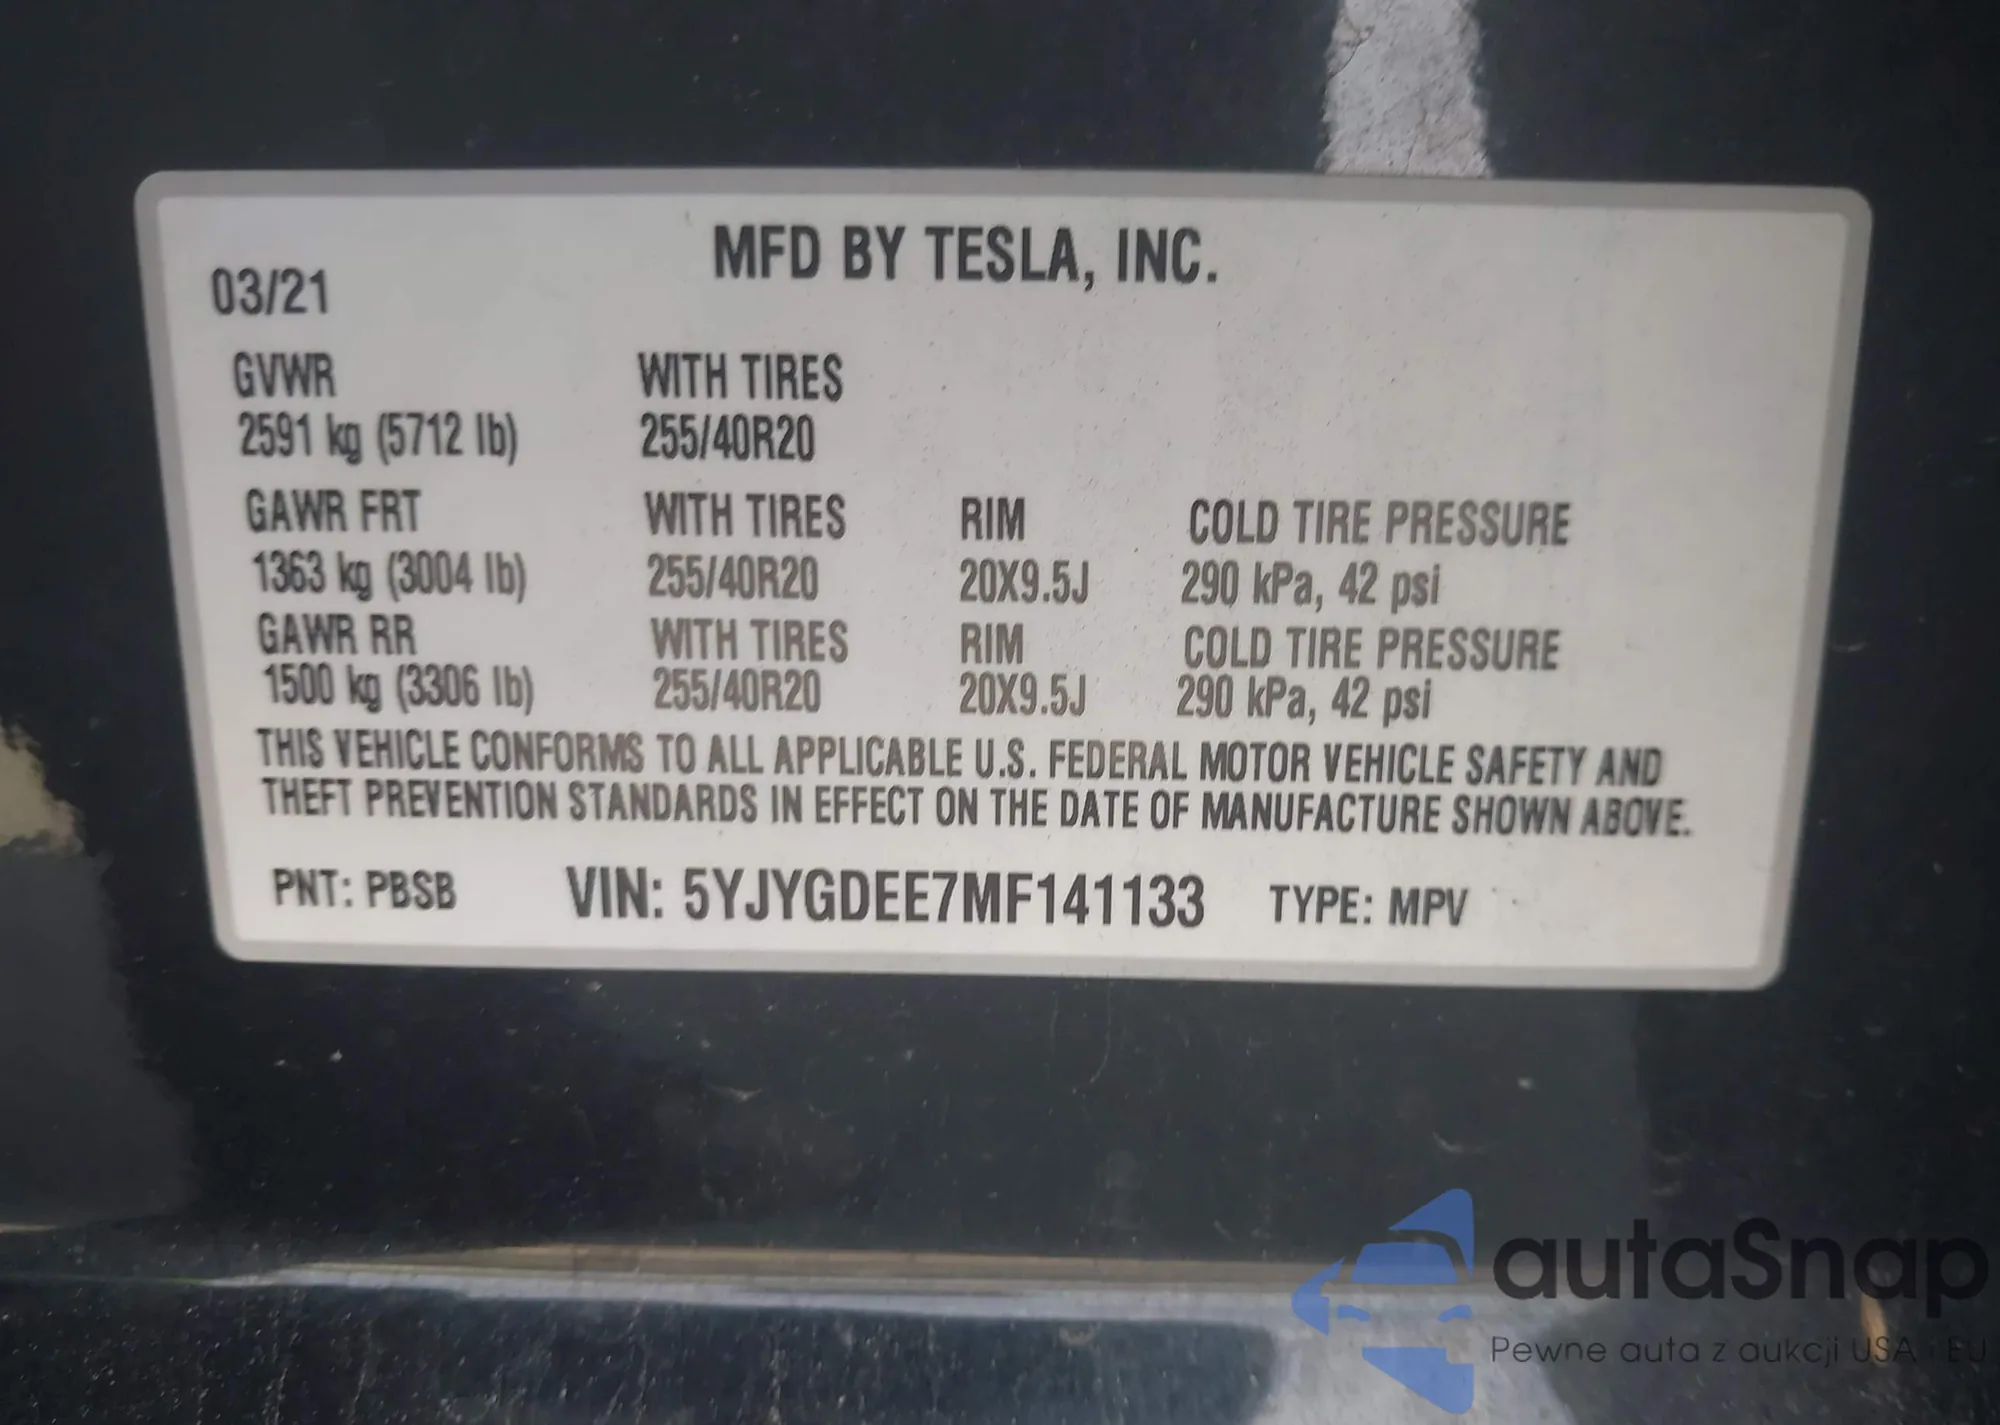 MFD BY TESLA, INC.
03/21
GVWR WITH TIRES
2591 kg (5712 lb) 255/40R20
GAWR FRT WITH TIRES RIM COLD TIRE PRESSURE
1363 kg (3004 lb) 255/40R20 20X9.5J 290 kPa, 42 psi
GAWR RR WITH TIRES RIM COLD TIRE PRESSURE
1500 kg (3306 lb) 255/40R20 20X9.5J 290 kPa, 42 psi
THIS VEHICLE CONFORMS TO ALL APPLICABLE U.S. FEDERAL MOTOR VEHICLE SAFETY AND
THEFT PREVENTION STANDARDS IN EFFECT ON THE DATE OF MANUFACTURE SHOWN ABOVE.
PNT: PBSB VIN: 5YJYGDEE7MF141133 TYPE: MPV
autaSnap
Pewne auta z aukcji USA i EU